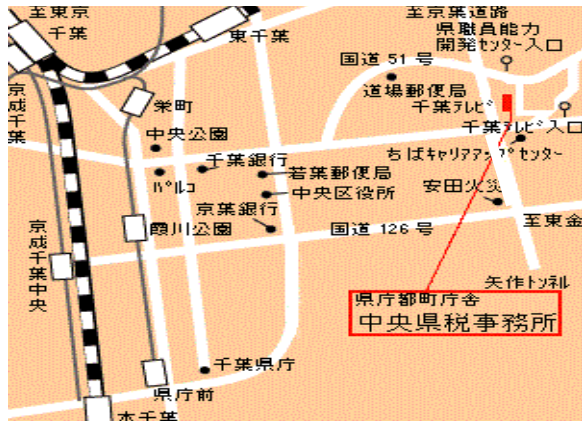 至東京
千葉
東千葉
至京葉道路
県職員能力
開発センター入口
国道 51 号
道場郵便局
千葉テレビ
千葉テレビ入口
京成千葉
栄町
中央公園
千葉銀行
ちばキャリアアップセンター
パルコ
若葉郵便局
中央区役所
安田火災
京葉銀行
至東金
京成千葉中央
葭川公園
国道 126 号
矢作トンネル
県庁都町庁舎
中央県税事務所
千葉県庁
県庁前
本千葉